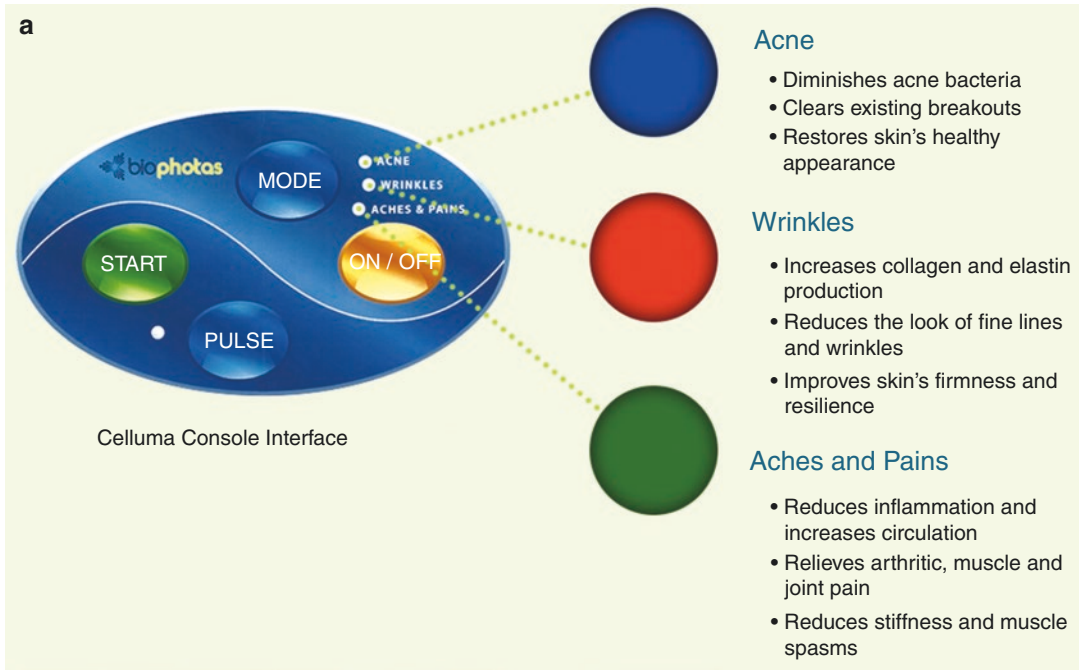 a
biophotas
MODE
ACNE
WRINKLES
ACHES & PAINS
START
ON / OFF
PULSE
Celluma Console Interface
Acne
• Diminishes acne bacteria
• Clears existing breakouts
• Restores skin's healthy
appearance
Wrinkles
• Increases collagen and elastin
production
• Reduces the look of fine lines
and wrinkles
• Improves skin's firmness and
resilience
Aches and Pains
• Reduces inflammation and
increases circulation
• Relieves arthritic, muscle and
joint pain
• Reduces stiffness and muscle
spasms